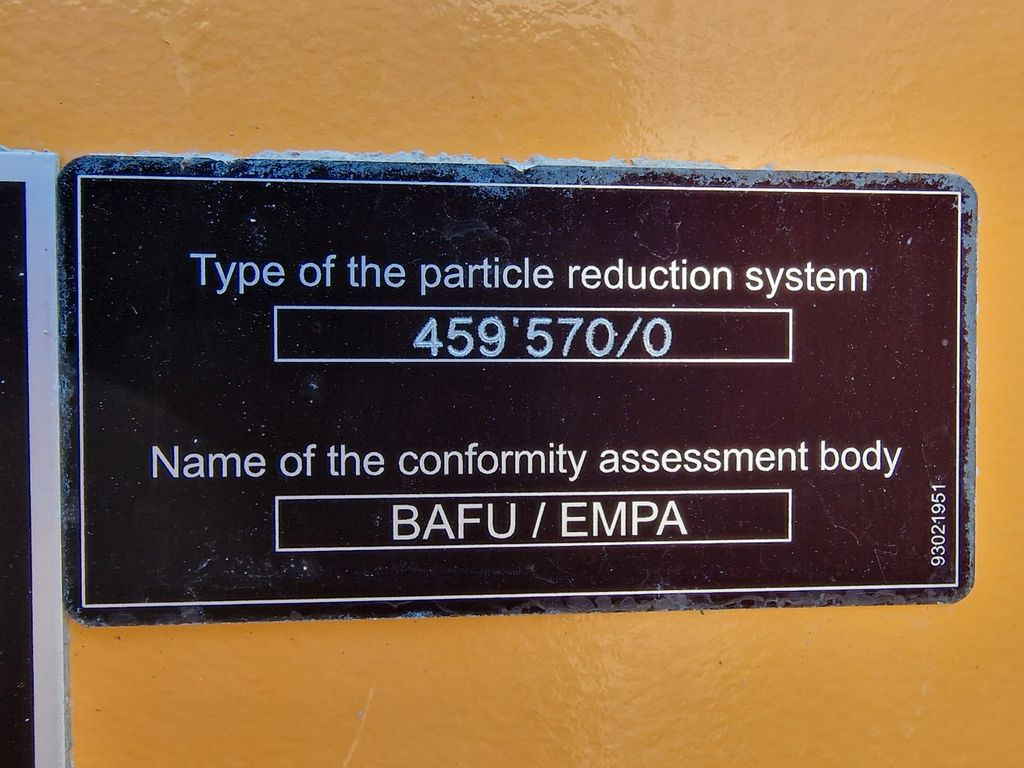 Type of the particle reduction system
459'570/0
Name of the conformity assessment body
BAFU / EMPA
93021951